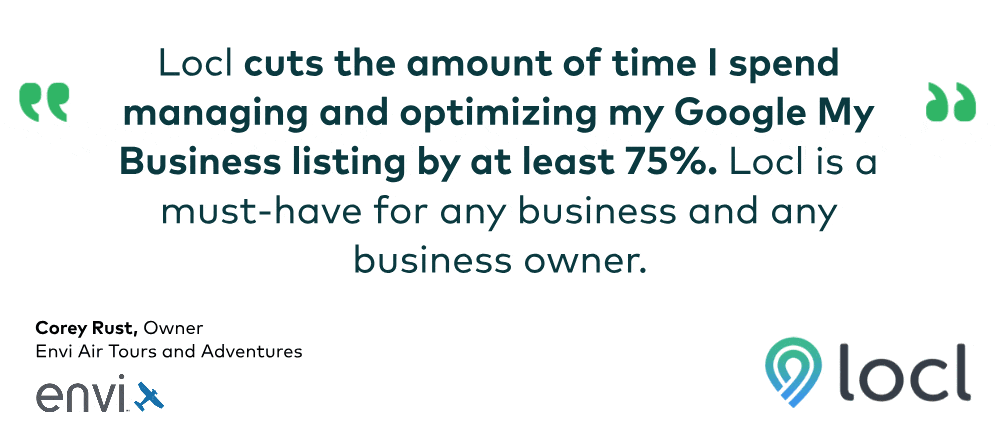 Locl cuts the amount of time I spend
managing and optimizing my Google My
Business listing by at least 75%. Locl is a
must-have for any business and any
business owner.
Corey Rust, Owner
Envi Air Tours and Adventures
envi
locl